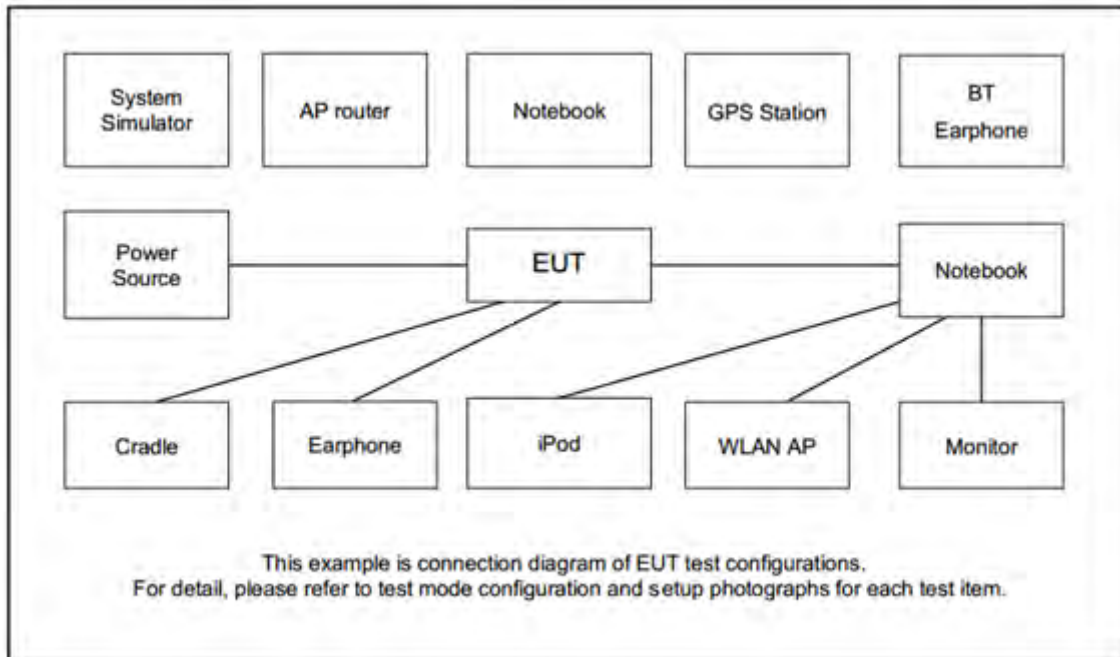 System
Simulator
AP router
Notebook
GPS Station
BT
Earphone
Power
Source
EUT
Notebook
Cradle
Earphone
iPod
WLAN AP
Monitor
This example is connection diagram of EUT test configurations.
For detail, please refer to test mode configuration and setup photographs for each test item.